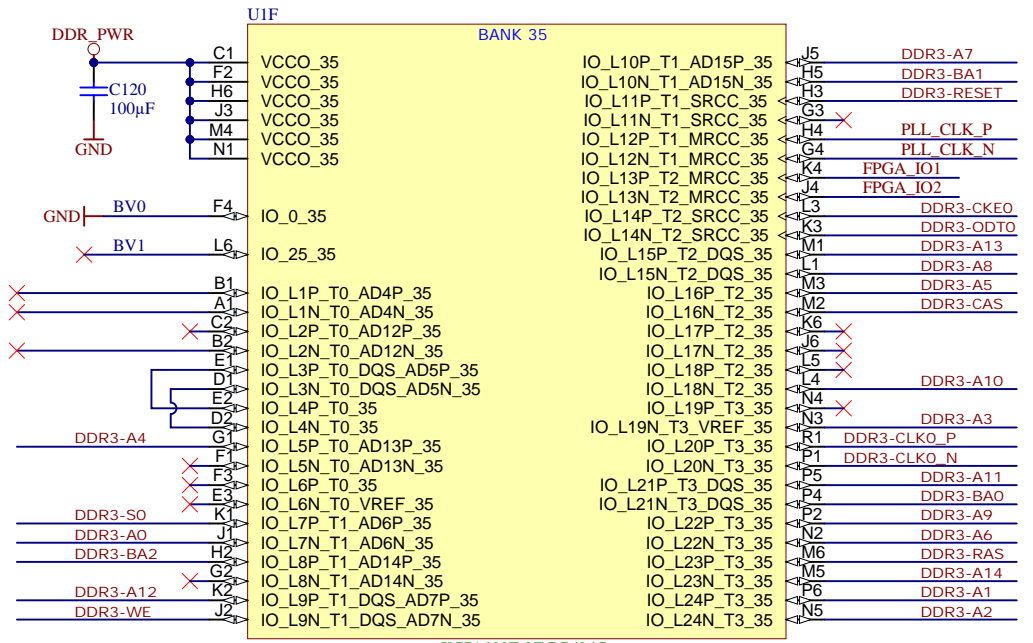 U1F
BANK 35
DDR_PWR
C120
100µF
GND
C1 VCCO_35
F2 VCCO_35
H6 VCCO_35
J3 VCCO_35
M4 VCCO_35
N1 VCCO_35
GND BV0 F4 IO_0_35
BV1 L6 IO_25_35
B1 IO_L1P_T0_AD4P_35
A1 IO_L1N_T0_AD4N_35
C2 IO_L2P_T0_AD12P_35
B2 IO_L2N_T0_AD12N_35
E1 IO_L3P_T0_DQS_AD5P_35
D1 IO_L3N_T0_DQS_AD5N_35
E2 IO_L4P_T0_35
D2 IO_L4N_T0_35
DDR3-A4 G1 IO_L5P_T0_AD13P_35
F1 IO_L5N_T0_AD13N_35
F3 IO_L6P_T0_35
E3 IO_L6N_T0_VREF_35
DDR3-S0 K1 IO_L7P_T1_AD6P_35
DDR3-A0 J1 IO_L7N_T1_AD6N_35
DDR3-BA2 H2 IO_L8P_T1_AD14P_35
G2 IO_L8N_T1_AD14N_35
DDR3-A12 K2 IO_L9P_T1_DQS_AD7P_35
DDR3-WE J2 IO_L9N_T1_DQS_AD7N_35
IO_L10P_T1_AD15P_35 J5 DDR3-A7
IO_L10N_T1_AD15N_35 H5 DDR3-BA1
IO_L11P_T1_SRCC_35 H3 DDR3-RESET
IO_L11N_T1_SRCC_35 G3
IO_L12P_T1_MRCC_35 H4 PLL_CLK_P
IO_L12N_T1_MRCC_35 G4 PLL_CLK_N
IO_L13P_T2_MRCC_35 K4 FPGA_IO1
IO_L13N_T2_MRCC_35 J4 FPGA_IO2
IO_L14P_T2_SRCC_35 L3 DDR3-CKE0
IO_L14N_T2_SRCC_35 K3 DDR3-ODT0
IO_L15P_T2_DQS_35 M1 DDR3-A13
IO_L15N_T2_DQS_35 L1 DDR3-A8
IO_L16P_T2_35 M3 DDR3-A5
IO_L16N_T2_35 M2 DDR3-CAS
IO_L17P_T2_35 K6
IO_L17N_T2_35 J6
IO_L18P_T2_35 L5
IO_L18N_T2_35 L4 DDR3-A10
IO_L19P_T3_35 N4
IO_L19N_T3_VREF_35 N3 DDR3-A3
IO_L20P_T3_35 R1 DDR3-CLK0_P
IO_L20N_T3_35 P1 DDR3-CLK0_N
IO_L21P_T3_DQS_35 P5 DDR3-A11
IO_L21N_T3_DQS_35 P4 DDR3-BA0
IO_L22P_T3_35 P2 DDR3-A9
IO_L22N_T3_35 N2 DDR3-A6
IO_L23P_T3_35 M6 DDR3-RAS
IO_L23N_T3_35 M5 DDR3-A14
IO_L24P_T3_35 P6 DDR3-A1
IO_L24N_T3_35 N5 DDR3-A2